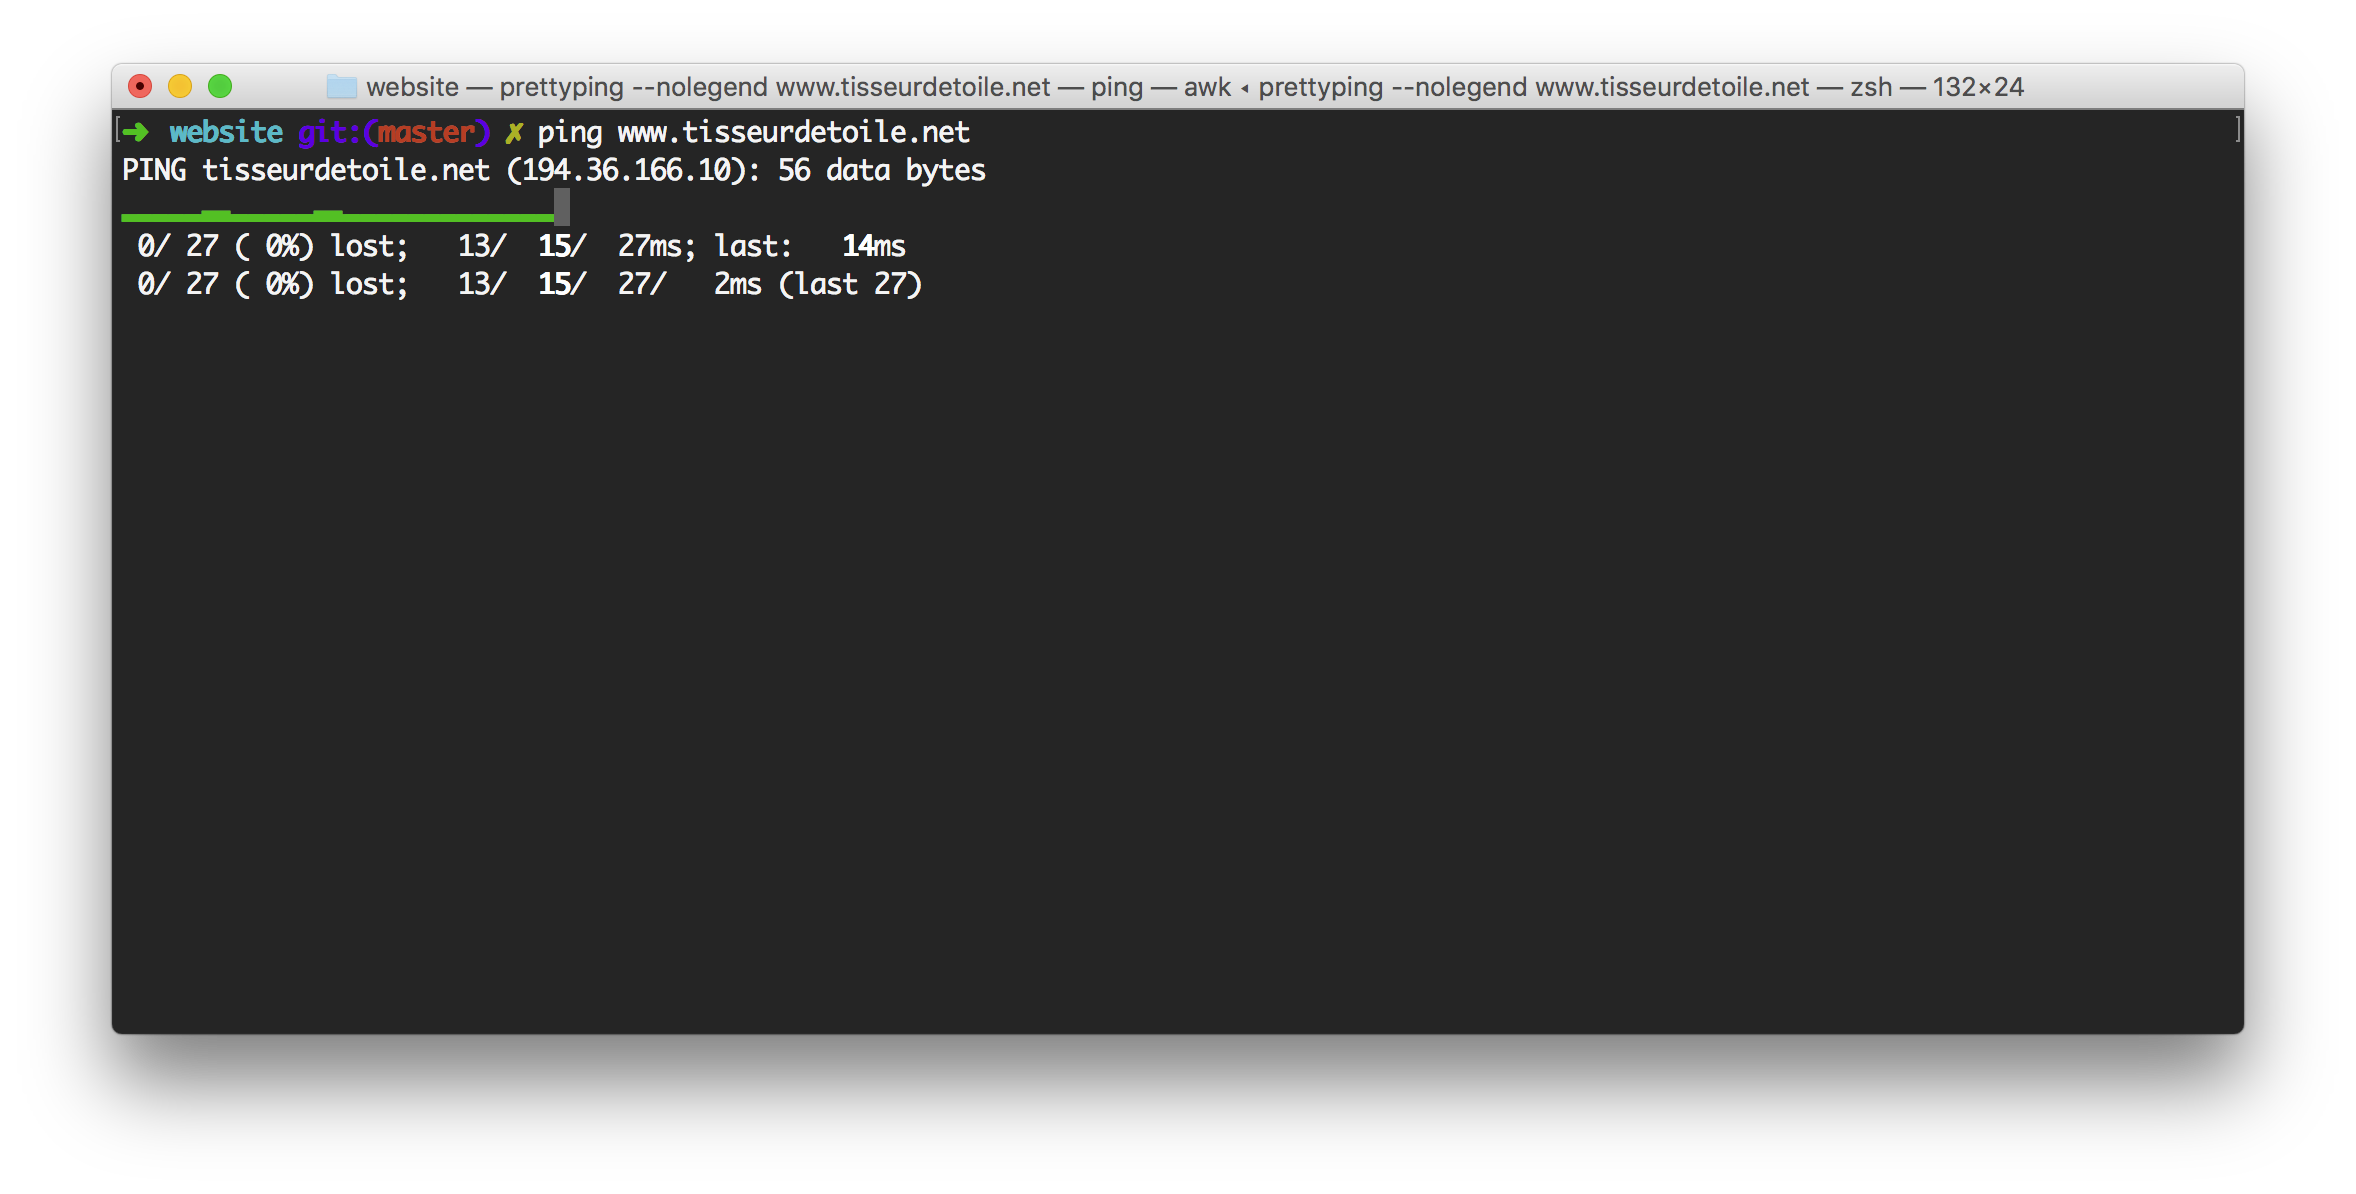 website — prettyping --nolegend www.tisseurdetoile.net — ping — awk ◂ prettyping --nolegend www.tisseurdetoile.net — zsh — 132×24
[➜ website git:(master) ✗ ping www.tisseurdetoile.net ]
PING tisseurdetoile.net (194.36.166.10): 56 data bytes
▁▁▁▁▁▂▂▁▁▁▁▁▂▂▁▁▁▁▁▁▁▁▁▁▁▁▁
0/ 27 ( 0%) lost; 13/ 15/ 27ms; last: 14ms
0/ 27 ( 0%) lost; 13/ 15/ 27/ 2ms (last 27)